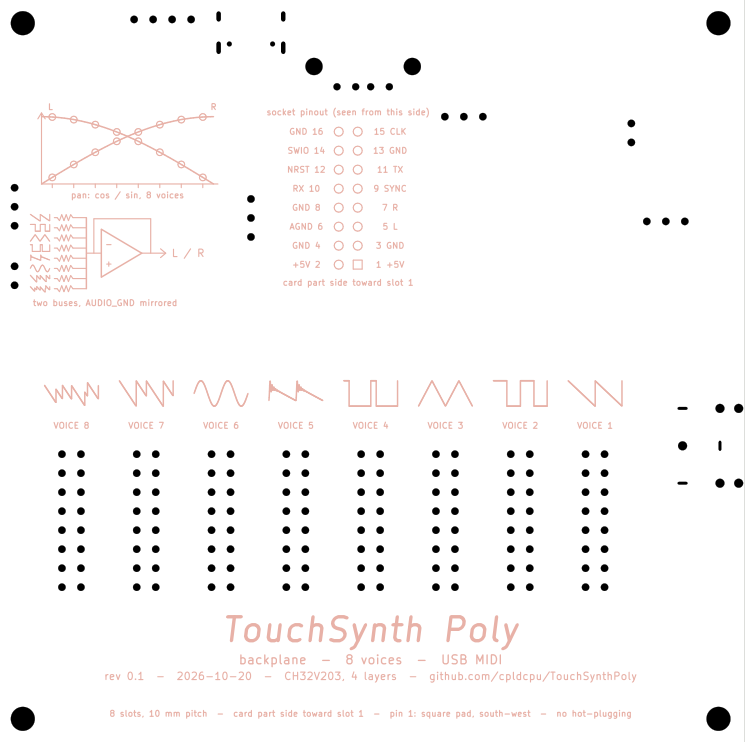 L R
pan: cos / sin, 8 voices
L / R
two buses, AUDIO_GND mirrored
socket pinout (seen from this side)
GND 16 15 CLK
SWIO 14 13 GND
NRST 12 11 TX
RX 10 9 SYNC
GND 8 7 R
AGND 6 5 L
GND 4 3 GND
+5V 2 1 +5V
card part side toward slot 1
VOICE 8 VOICE 7 VOICE 6 VOICE 5 VOICE 4 VOICE 3 VOICE 2 VOICE 1
TouchSynth Poly
backplane — 8 voices — USB MIDI
rev 0.1 — 2026-10-20 — CH32V203, 4 layers — github.com/cpldcpu/TouchSynthPoly
8 slots, 10 mm pitch — card part side toward slot 1 — pin 1: square pad, south-west — no hot-plugging